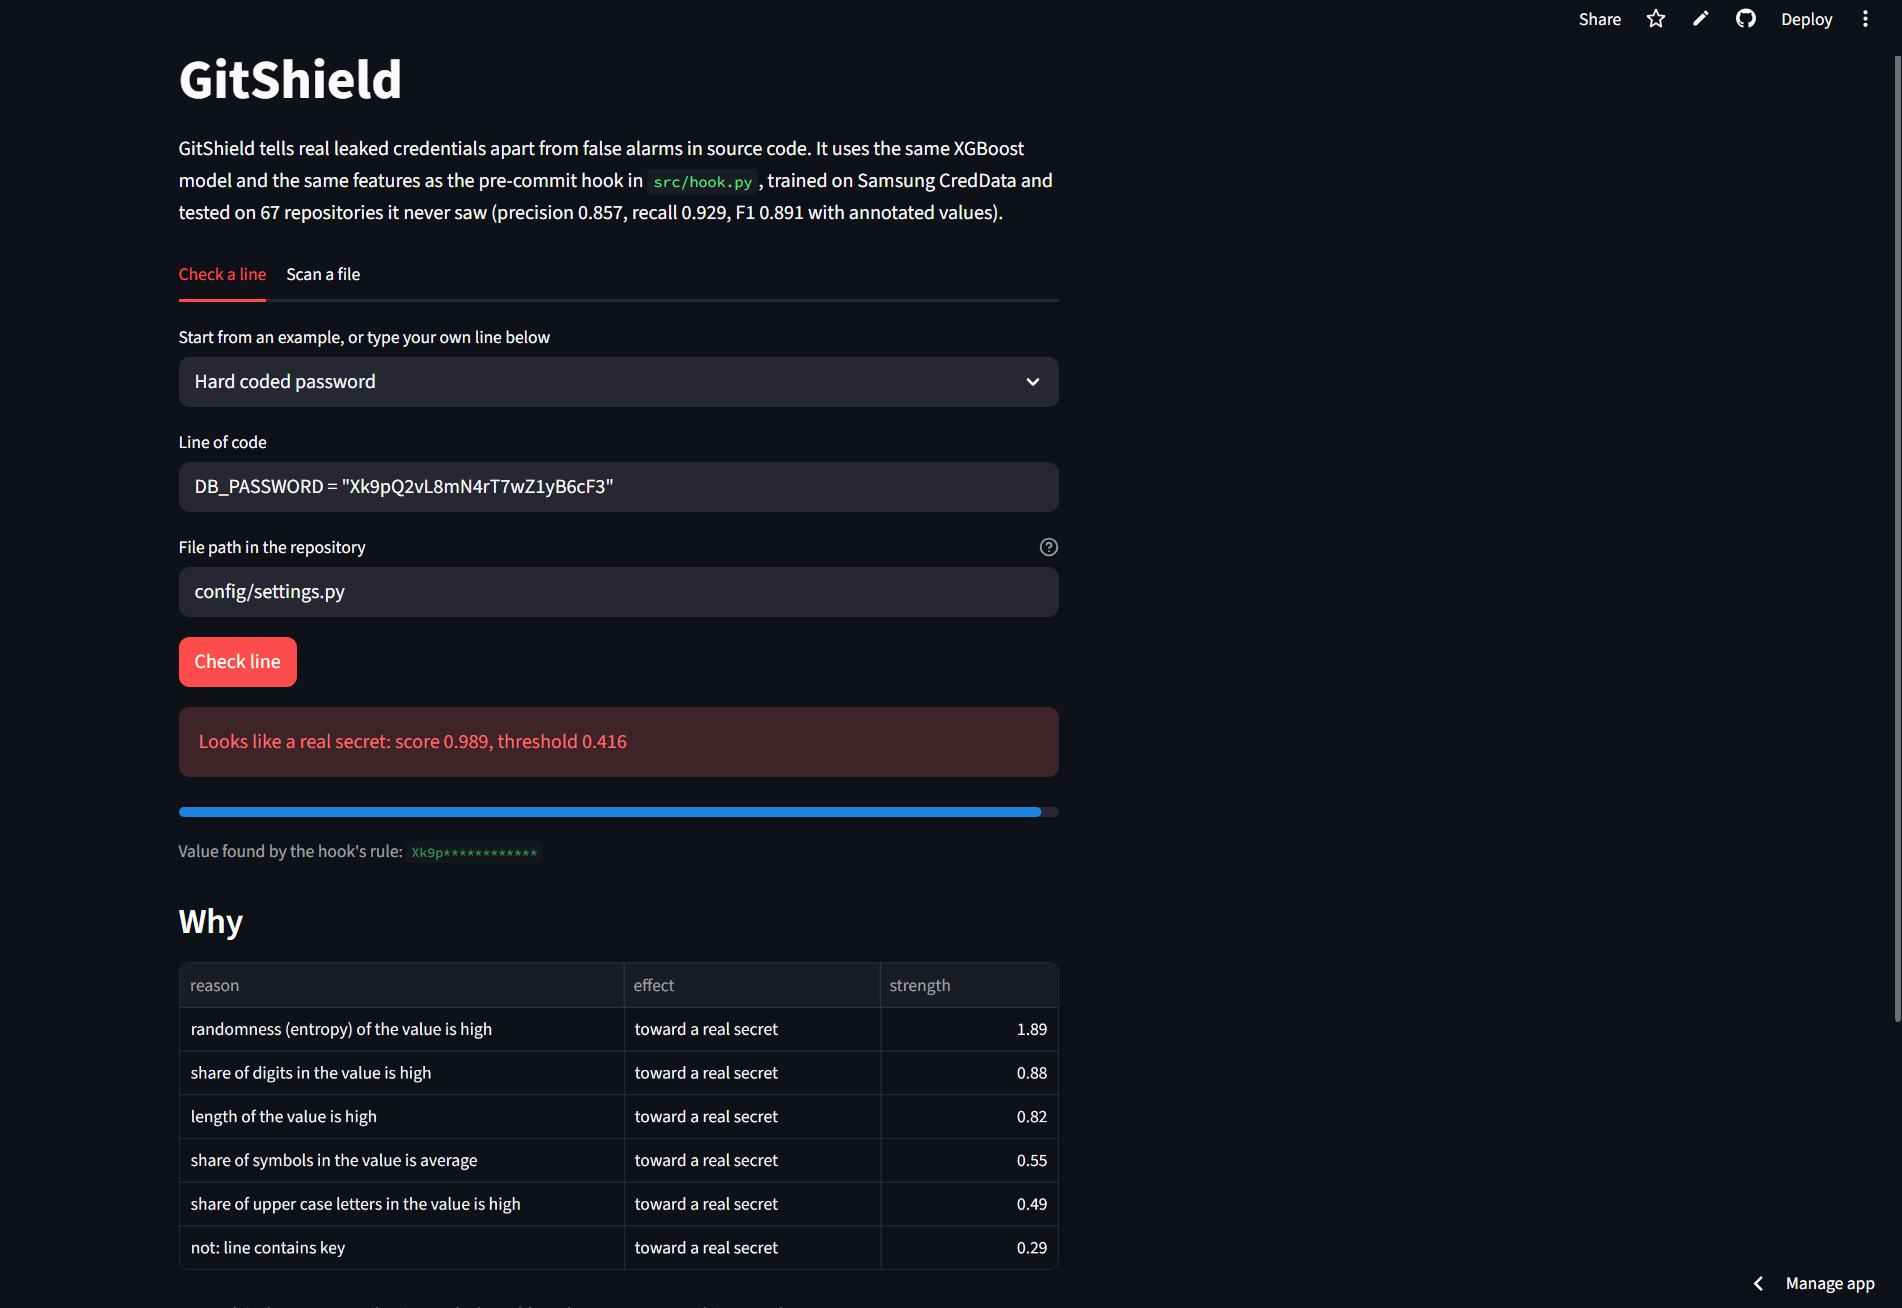 Share Deploy
GitShield
GitShield tells real leaked credentials apart from false alarms in source code. It uses the same XGBoost
model and the same features as the pre-commit hook in src/hook.py, trained on Samsung CredData and
tested on 67 repositories it never saw (precision 0.857, recall 0.929, F1 0.891 with annotated values).
Check a line Scan a file
Start from an example, or type your own line below
Hard coded password
Line of code
DB_PASSWORD = "Xk9pQ2vL8mN4rT7wZ1yB6cF3"
File path in the repository
config/settings.py
Check line
Looks like a real secret: score 0.989, threshold 0.416
Value found by the hook's rule: Xk9p************
Why
reason effect strength
randomness (entropy) of the value is high toward a real secret 1.89
share of digits in the value is high toward a real secret 0.88
length of the value is high toward a real secret 0.82
share of symbols in the value is average toward a real secret 0.55
share of upper case letters in the value is high toward a real secret 0.49
not: line contains key toward a real secret 0.29
Manage app